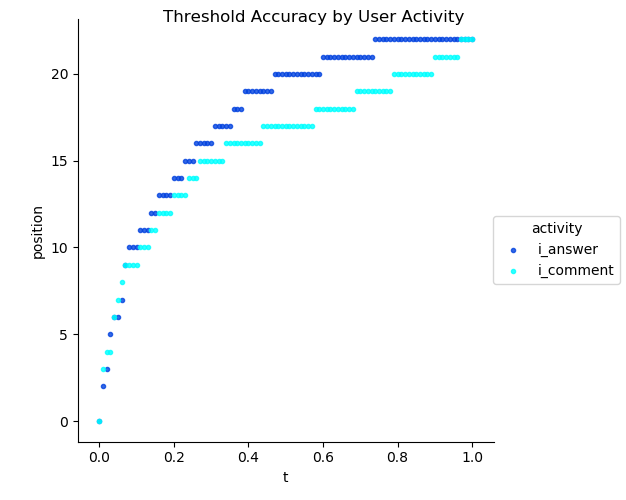 Threshold Accuracy by User Activity
position
20
15
10
5
0
0.0 0.2 0.4 0.6 0.8 1.0
t
activity
i_answer
i_comment